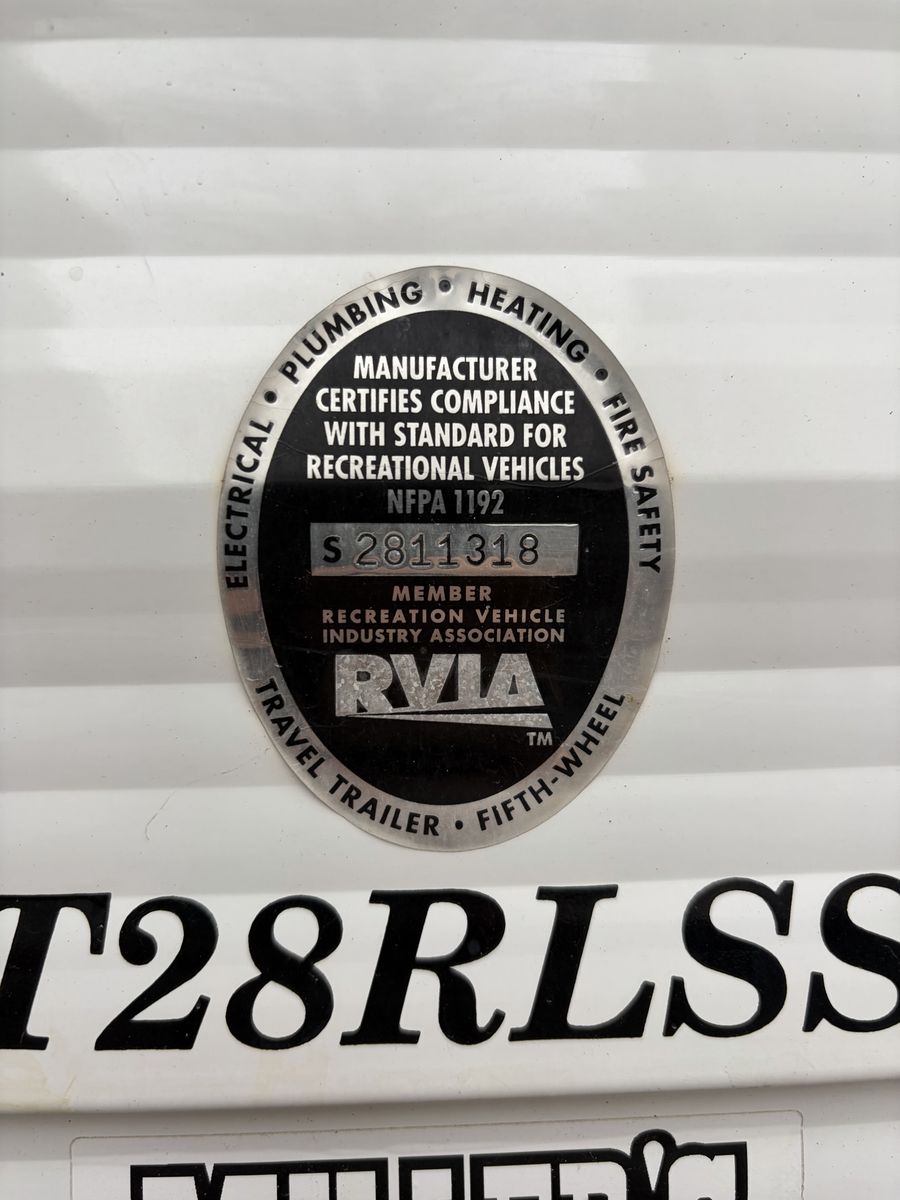 ELECTRICAL • PLUMBING • HEATING • FIRE SAFETY
MANUFACTURER
CERTIFIES COMPLIANCE
WITH STANDARD FOR
RECREATIONAL VEHICLES
NFPA 1192
S 2811318
MEMBER
RECREATION VEHICLE
INDUSTRY ASSOCIATION
RVIA
TM
TRAVEL TRAILER • FIFTH-WHEEL
T28RLSS